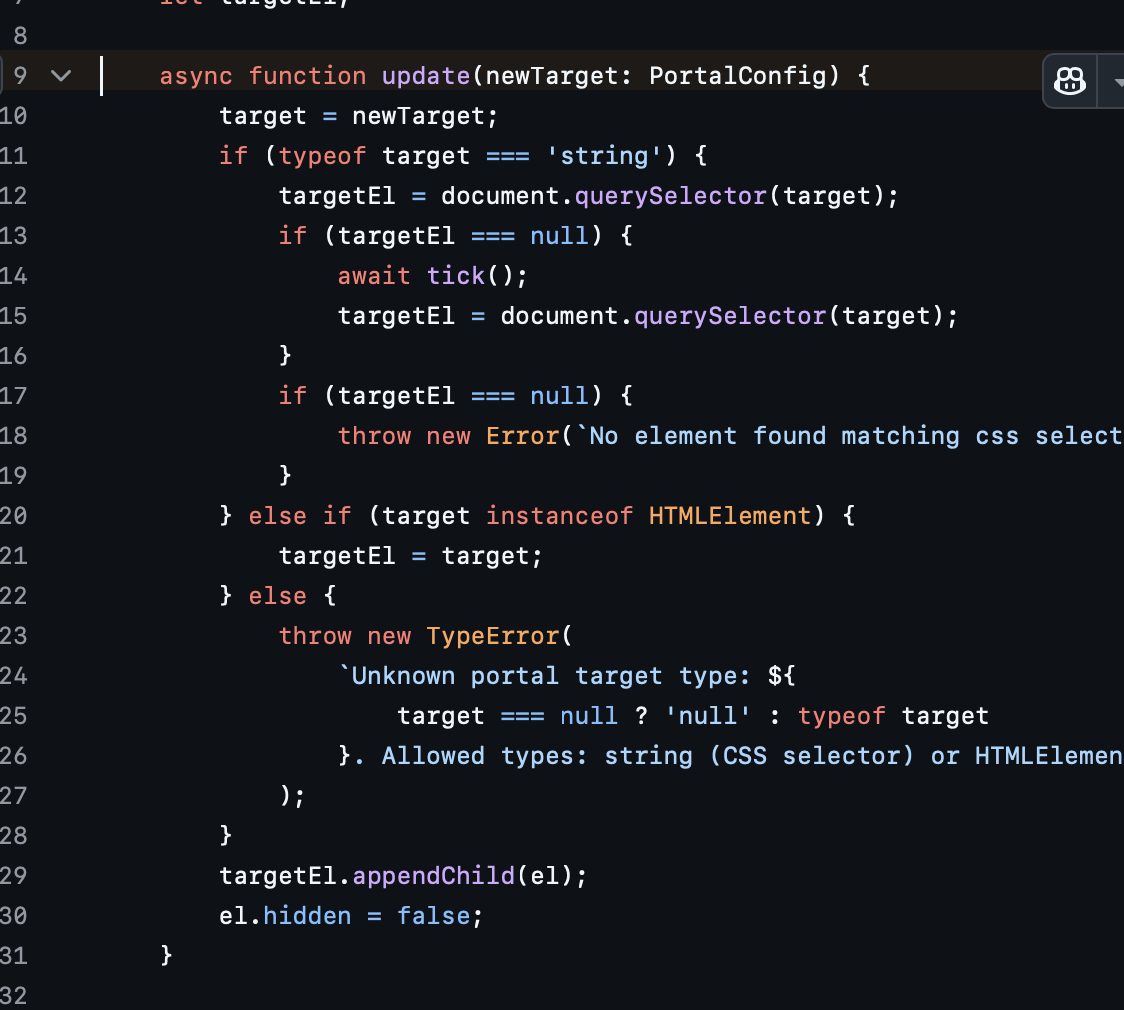 let targetEl;
8
9 async function update(newTarget: PortalConfig) {
10 target = newTarget;
11 if (typeof target === 'string') {
12 targetEl = document.querySelector(target);
13 if (targetEl === null) {
14 await tick();
15 targetEl = document.querySelector(target);
16 }
17 if (targetEl === null) {
18 throw new Error(`No element found matching css select
19 }
20 } else if (target instanceof HTMLElement) {
21 targetEl = target;
22 } else {
23 throw new TypeError(
24 `Unknown portal target type: ${
25 target === null ? 'null' : typeof target
26 }. Allowed types: string (CSS selector) or HTMLElemen
27 );
28 }
29 targetEl.appendChild(el);
30 el.hidden = false;
31 }
32